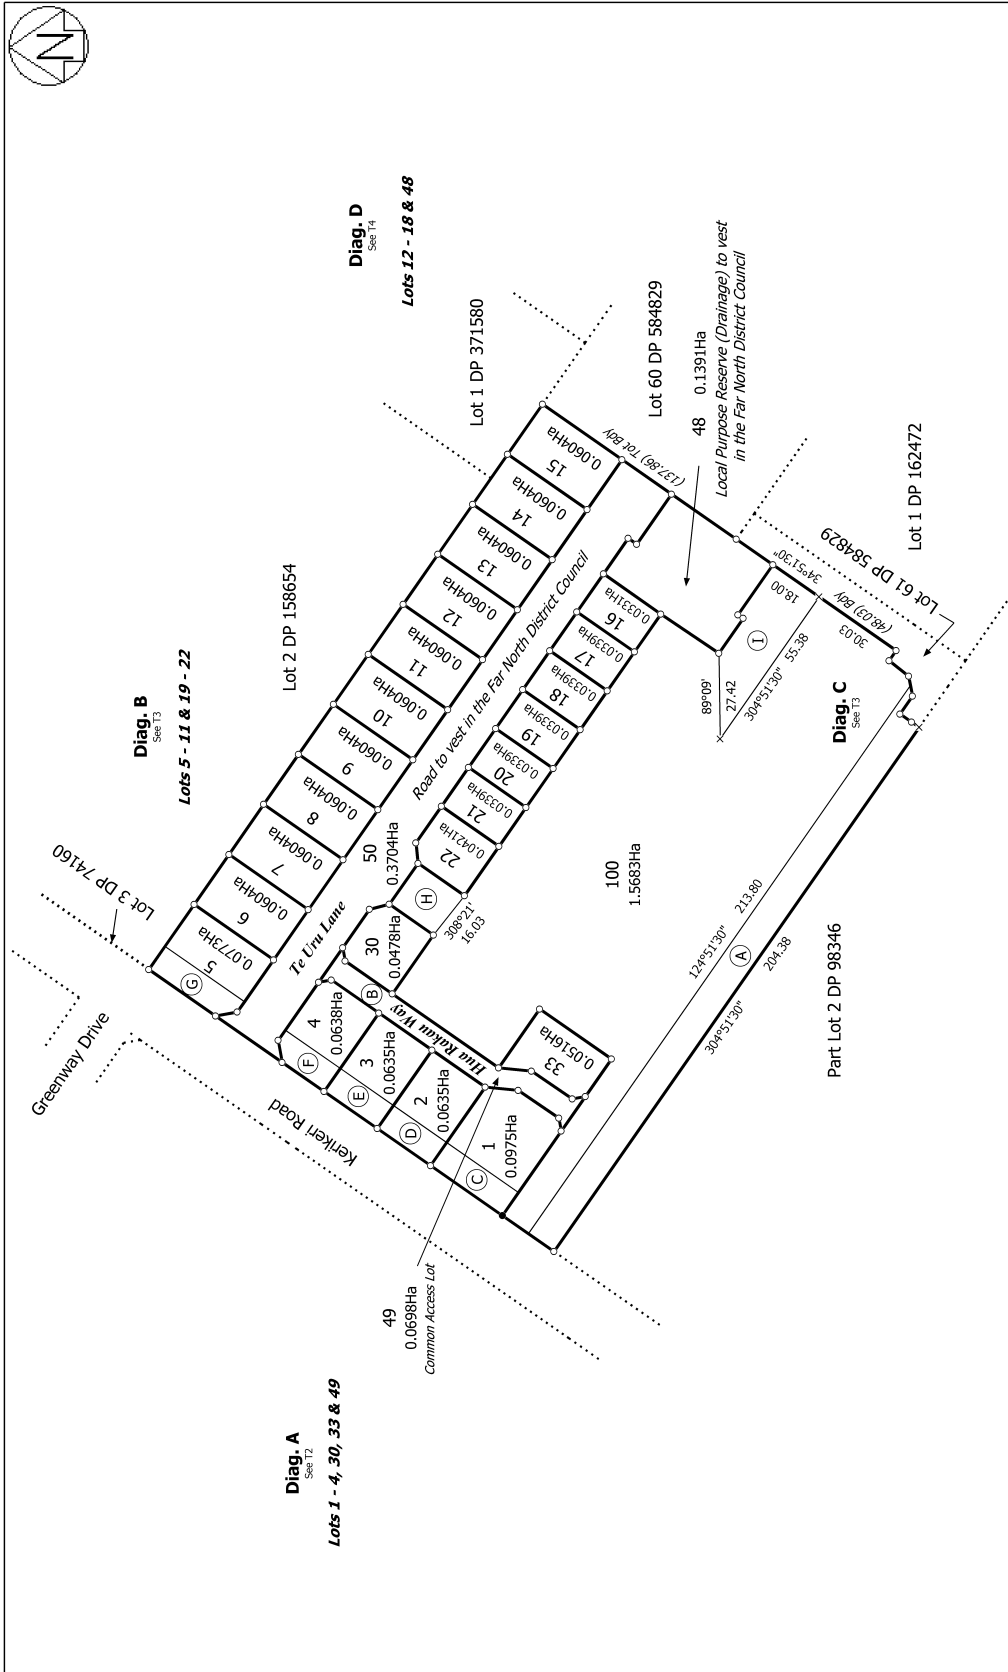 N
Diag. A
See T2
Lots 1 - 4, 30, 33 & 49
Diag. B
See T3
Lots 5 - 11 & 19 - 22
Diag. D
See T4
Lots 12 - 18 & 48
Diag. C
See T3
Greenway Drive
Kerikeri Road
Lot 3 DP 74160
Lot 2 DP 158654
Lot 1 DP 371580
Lot 60 DP 584829
48 0.1391Ha
Local Purpose Reserve (Drainage) to vest
in the Far North District Council
Lot 61 DP 584829
Lot 1 DP 162472
Part Lot 2 DP 98346
G
5
0.0773Ha
6
0.0604Ha
7
0.0604Ha
8
0.0604Ha
9
0.0604Ha
10
0.0604Ha
11
0.0604Ha
12
0.0604Ha
13
0.0604Ha
14
0.0604Ha
15
0.0604Ha
Te Uru Lane
50
0.3704Ha
Road to vest in the Far North District Council
(137.86) Tot Bdy
F
4
0.0638Ha
E
3
0.0635Ha
D
2
0.0635Ha
C
1
0.0975Ha
B
Hua Rakau Way
30
0.0478Ha
H
308°21'
16.03
22
0.0421Ha
21
0.0339Ha
20
0.0339Ha
19
0.0339Ha
18
0.0339Ha
17
0.0339Ha
16
0.0331Ha
33
0.0516Ha
49
0.0698Ha
Common Access Lot
100
1.5683Ha
89°09'
27.42
304°51'30" 55.38
I
18.00
34°51'30"
(48.03) Bdy
30.03
124°51'30" 213.80
A
304°51'30" 204.38